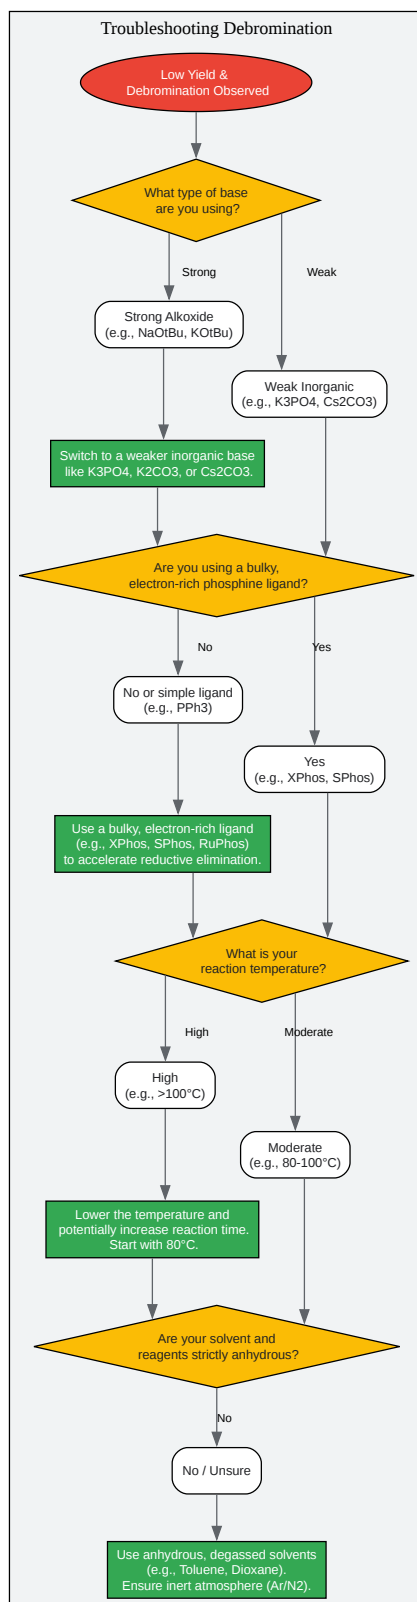 Troubleshooting Debromination
Low Yield &
Debromination Observed
What type of base
are you using?
Strong
Weak
Strong Alkoxide
(e.g., NaOtBu, KOtBu)
Weak Inorganic
(e.g., K3PO4, Cs2CO3)
Switch to a weaker inorganic base
like K3PO4, K2CO3, or Cs2CO3.
Are you using a bulky,
electron-rich phosphine ligand?
No
Yes
No or simple ligand
(e.g., PPh3)
Yes
(e.g., XPhos, SPhos)
Use a bulky, electron-rich ligand
(e.g., XPhos, SPhos, RuPhos)
to accelerate reductive elimination.
What is your
reaction temperature?
High
Moderate
High
(e.g., >100°C)
Moderate
(e.g., 80-100°C)
Lower the temperature and
potentially increase reaction time.
Start with 80°C.
Are your solvent and
reagents strictly anhydrous?
No
No / Unsure
Use anhydrous, degassed solvents
(e.g., Toluene, Dioxane).
Ensure inert atmosphere (Ar/N2).